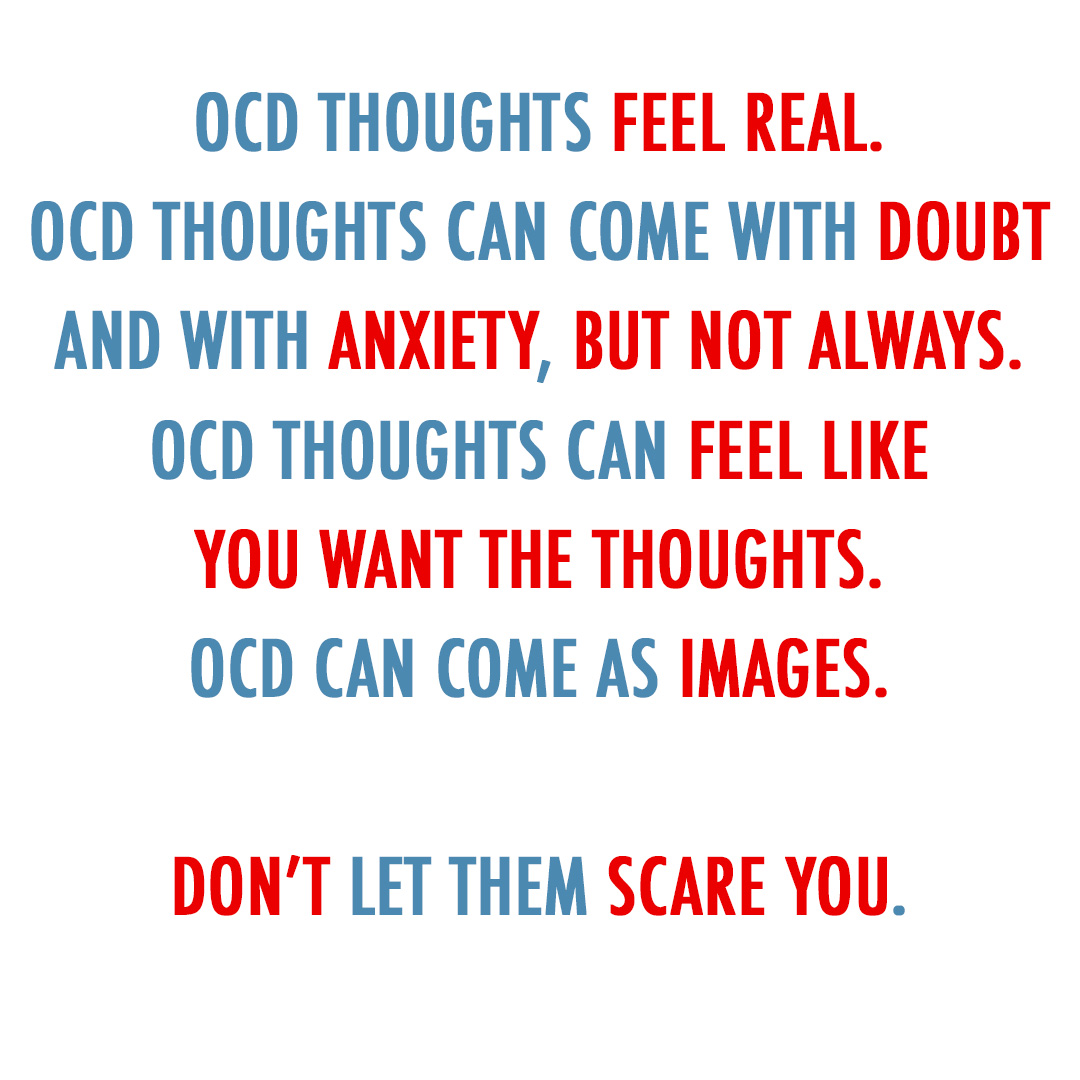 OCD THOUGHTS FEEL REAL.
OCD THOUGHTS CAN COME WITH DOUBT
AND WITH ANXIETY, BUT NOT ALWAYS.
OCD THOUGHTS CAN FEEL LIKE
YOU WANT THE THOUGHTS.
OCD CAN COME AS IMAGES.
DON’T LET THEM SCARE YOU.